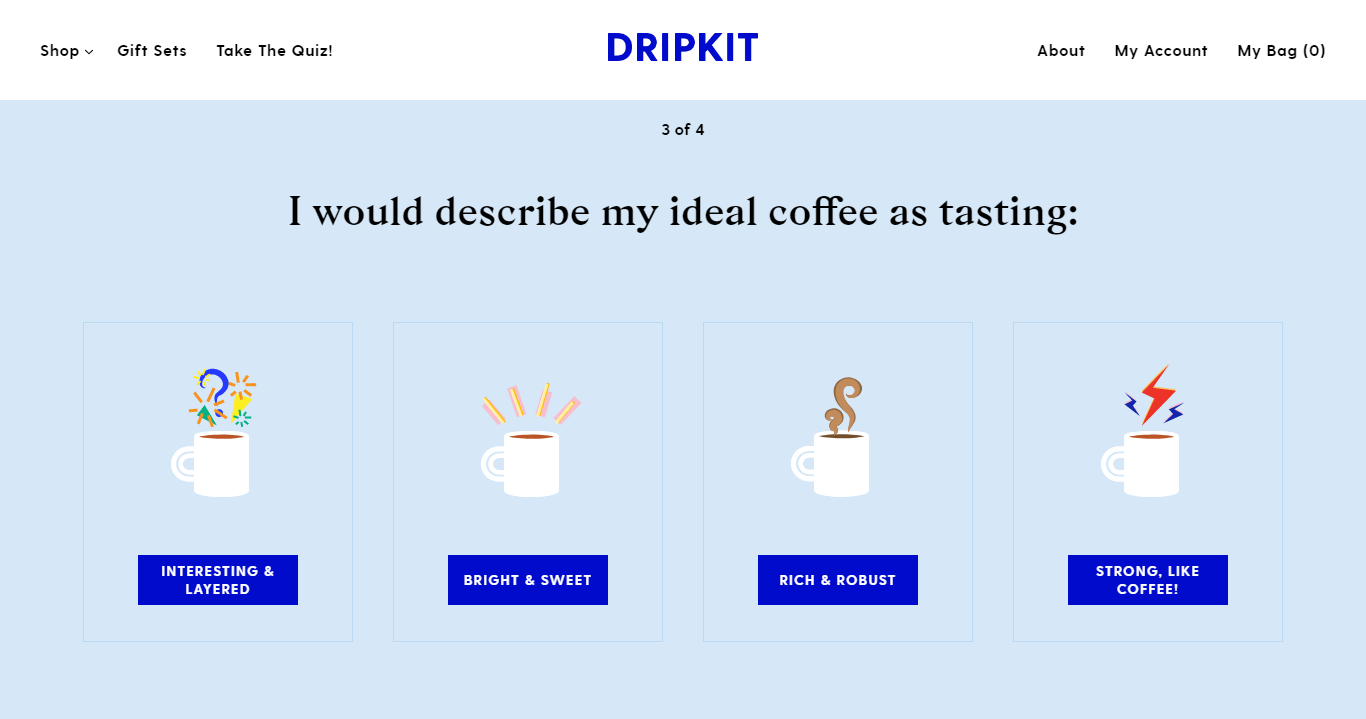 Shop
Gift Sets
Take The Quiz!
DRIPKIT
About
My Account
My Bag (0)
3 of 4
I would describe my ideal coffee as tasting:
INTERESTING &
LAYERED
BRIGHT & SWEET
RICH & ROBUST
STRONG, LIKE
COFFEE!